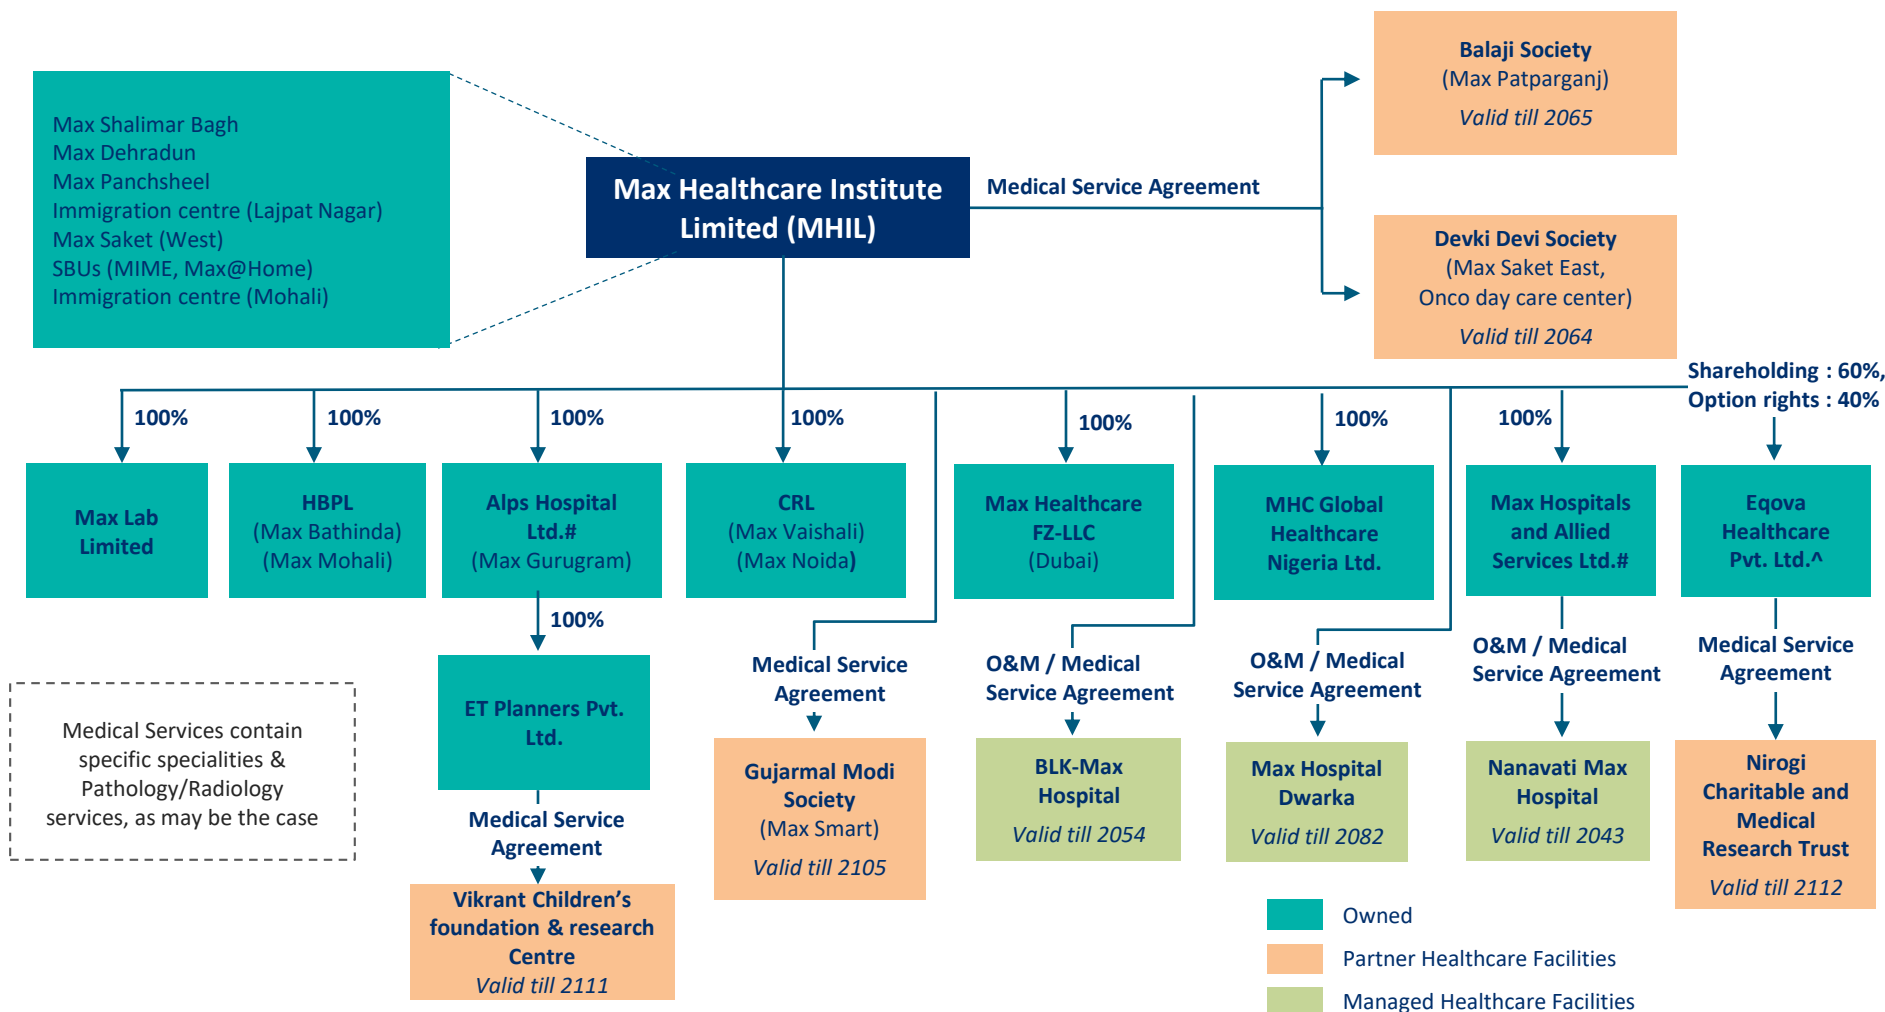 Max Shalimar Bagh
Max Dehradun
Max Panchsheel
Immigration centre (Lajpat Nagar)
Max Saket (West)
SBUs (MIME, Max@Home)
Immigration centre (Mohali)
Max Healthcare Institute
Limited (MHIL)
Medical Service Agreement
Balaji Society
(Max Patparganj)
Valid till 2065
Devki Devi Society
(Max Saket East,
Onco day care center)
Valid till 2064
Shareholding : 60%,
Option rights : 40%
100%
100%
100%
100%
100%
100%
100%
Max Lab
Limited
HBPL
(Max Bathinda)
(Max Mohali)
Alps Hospital
Ltd.#
(Max Gurugram)
CRL
(Max Vaishali)
(Max Noida)
Max Healthcare
FZ-LLC
(Dubai)
MHC Global
Healthcare
Nigeria Ltd.
Max Hospitals
and Allied
Services Ltd.#
Eqova
Healthcare
Pvt. Ltd.^
100%
ET Planners Pvt.
Ltd.
Medical Service
Agreement
Vikrant Children’s
foundation & research
Centre
Valid till 2111
Medical Service
Agreement
Gujarmal Modi
Society
(Max Smart)
Valid till 2105
O&M / Medical
Service Agreement
BLK-Max
Hospital
Valid till 2054
O&M / Medical
Service Agreement
Max Hospital
Dwarka
Valid till 2082
O&M / Medical
Service Agreement
Nanavati Max
Hospital
Valid till 2043
Medical Service
Agreement
Nirogi
Charitable and
Medical
Research Trust
Valid till 2112
Medical Services contain
specific specialities &
Pathology/Radiology
services, as may be the case
Owned
Partner Healthcare Facilities
Managed Healthcare Facilities